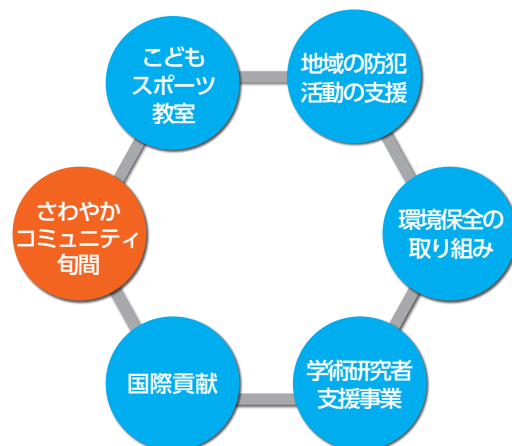 こども
スポーツ
教室
地域の防犯
活動の支援
さわやか
コミュニティ
旬間
環境保全の
取り組み
国際貢献
学術研究者
支援事業